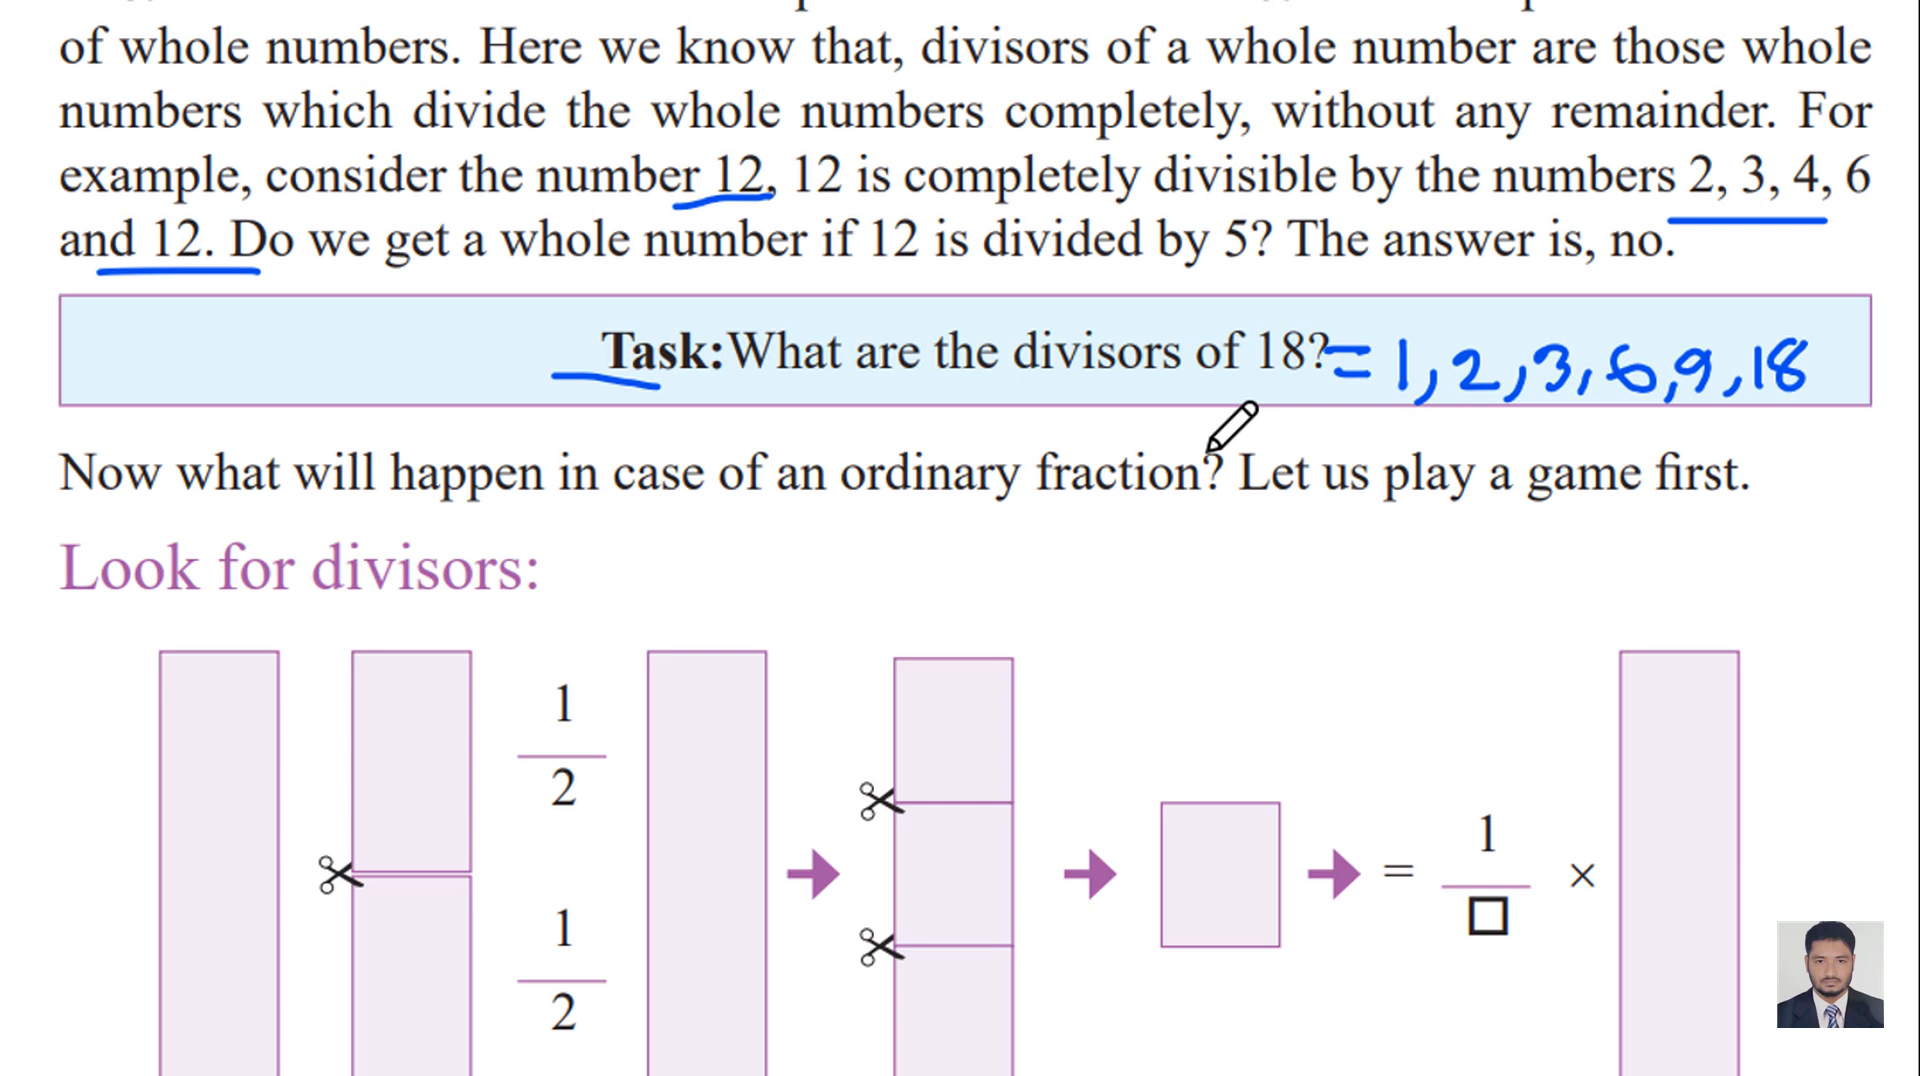 of whole numbers. Here we know that, divisors of a whole number are those whole
numbers which divide the whole numbers completely, without any remainder. For
example, consider the number 12, 12 is completely divisible by the numbers 2, 3, 4, 6
and 12. Do we get a whole number if 12 is divided by 5? The answer is, no.
Task:What are the divisors of 18? = 1, 2, 3, 6, 9, 18
Now what will happen in case of an ordinary fraction? Let us play a game first.
Look for divisors:
1
2
1
2
= 1 ×
□